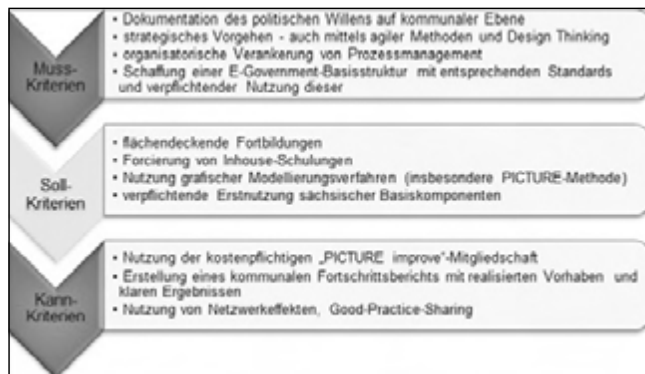 Muss-
Kriterien
• Dokumentation des politischen Willens auf kommunaler Ebene
• strategisches Vorgehen - auch mittels agiler Methoden und Design Thinking
• organisatorische Verankerung von Prozessmanagement
• Schaffung einer E-Government-Basisstruktur mit entsprechenden Standards
und verpflichtender Nutzung dieser
Soll-
Kriterien
• flächendeckende Fortbildungen
• Forcierung von Inhouse-Schulungen
• Nutzung grafischer Modellierungsverfahren (insbesondere PICTURE-Methode)
• verpflichtende Erstnutzung sächsischer Basiskomponenten
Kann-
Kriterien
• Nutzung der kostenpflichtigen „PICTURE improve“-Mitgliedschaft
• Erstellung eines kommunalen Fortschrittsberichts mit realisierten Vorhaben und
klaren Ergebnissen
• Nutzung von Netzwerkeffekten, Good-Practice-Sharing